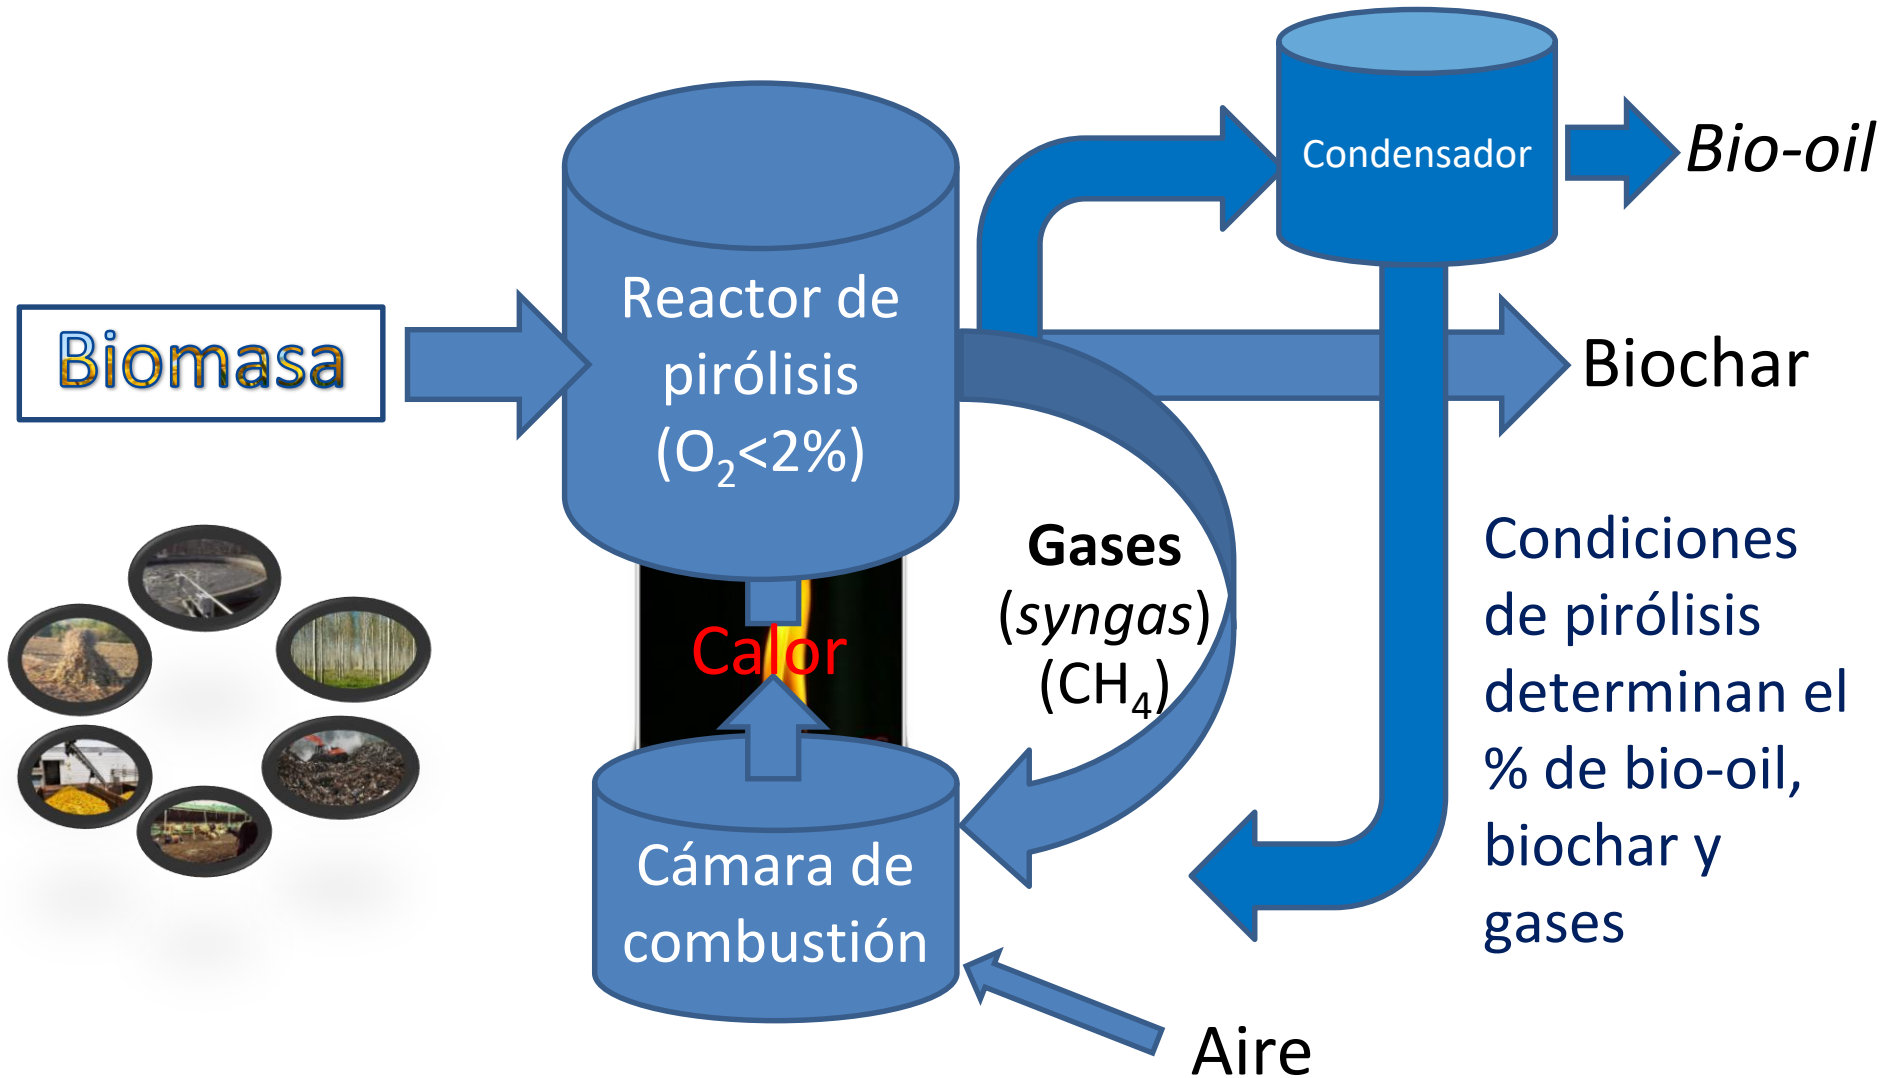 Condensador
Bio-oil
Reactor de
pirólisis
(O₂<2%)
Biomasa
Biochar
Gases
(syngas)
(CH₄)
Calor
Condiciones
de pirólisis
determinan el
% de bio-oil,
biochar y
gases
Cámara de
combustión
Aire